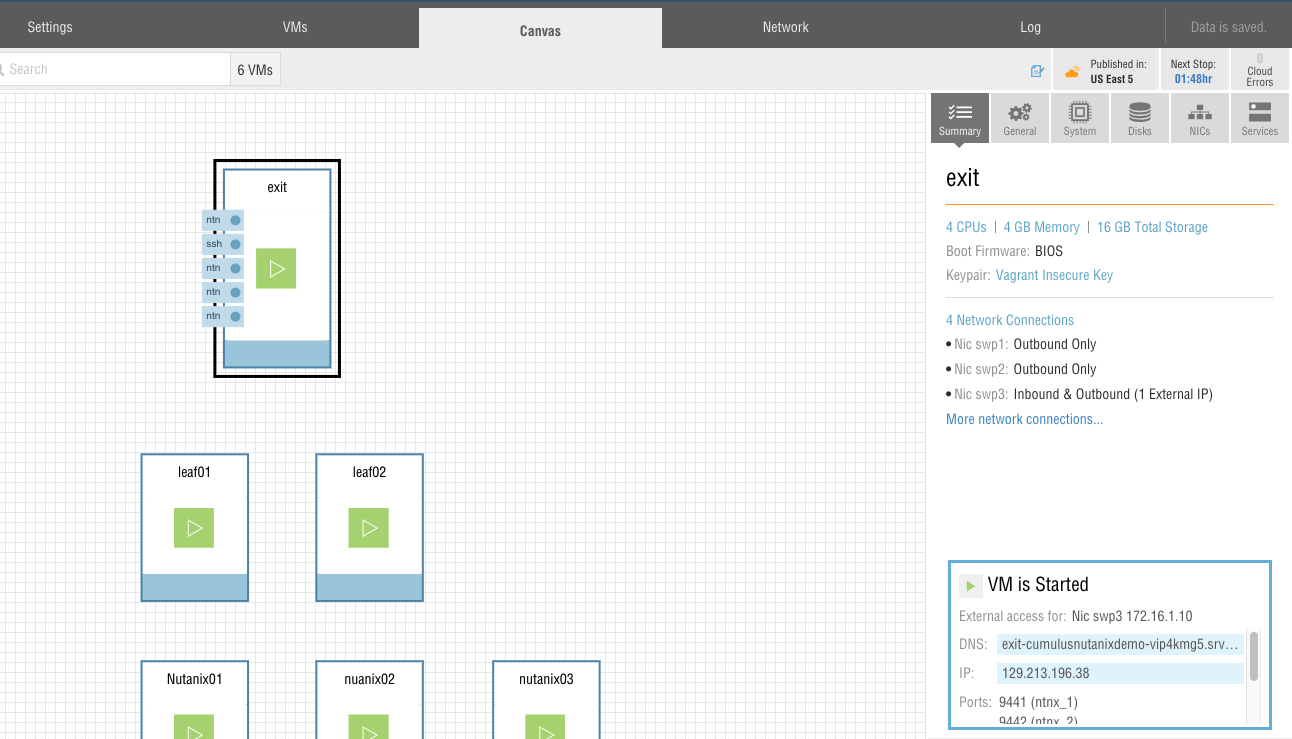 Settings
VMs
Canvas
Network
Log
Data is saved.
Search
6 VMs
Published in:
US East 5
Next Stop:
01:48hr
0
Cloud
Errors
Summary
General
System
Disks
NICs
Services
exit
ntn
ssh
ntn
ntn
ntn
leaf01
leaf02
Nutanix01
nuanix02
nutanix03
exit
4 CPUs | 4 GB Memory | 16 GB Total Storage
Boot Firmware: BIOS
Keypair: Vagrant Insecure Key
4 Network Connections
• Nic swp1: Outbound Only
• Nic swp2: Outbound Only
• Nic swp3: Inbound & Outbound (1 External IP)
More network connections...
VM is Started
External access for: Nic swp3 172.16.1.10
DNS: exit-cumulusnutanixdemo-vip4kmg5.srv...
IP: 129.213.196.38
Ports: 9441 (ntnx_1)
9442 (ntnx_2)